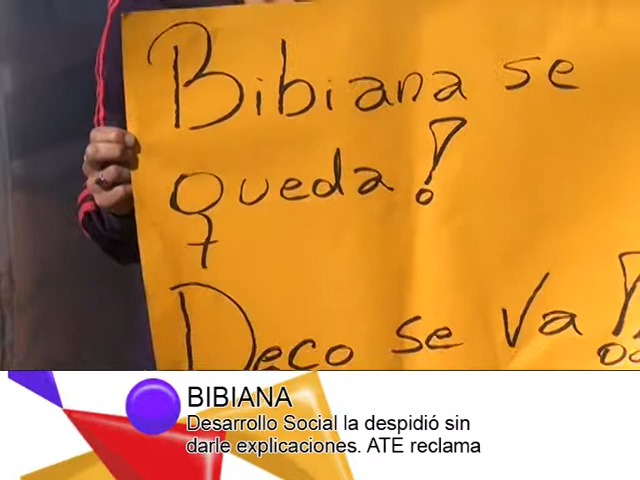 Bibiana se
queda!
Deco se va!
BIBIANA
Desarrollo Social la despidió sin
darle explicaciones. ATE reclama